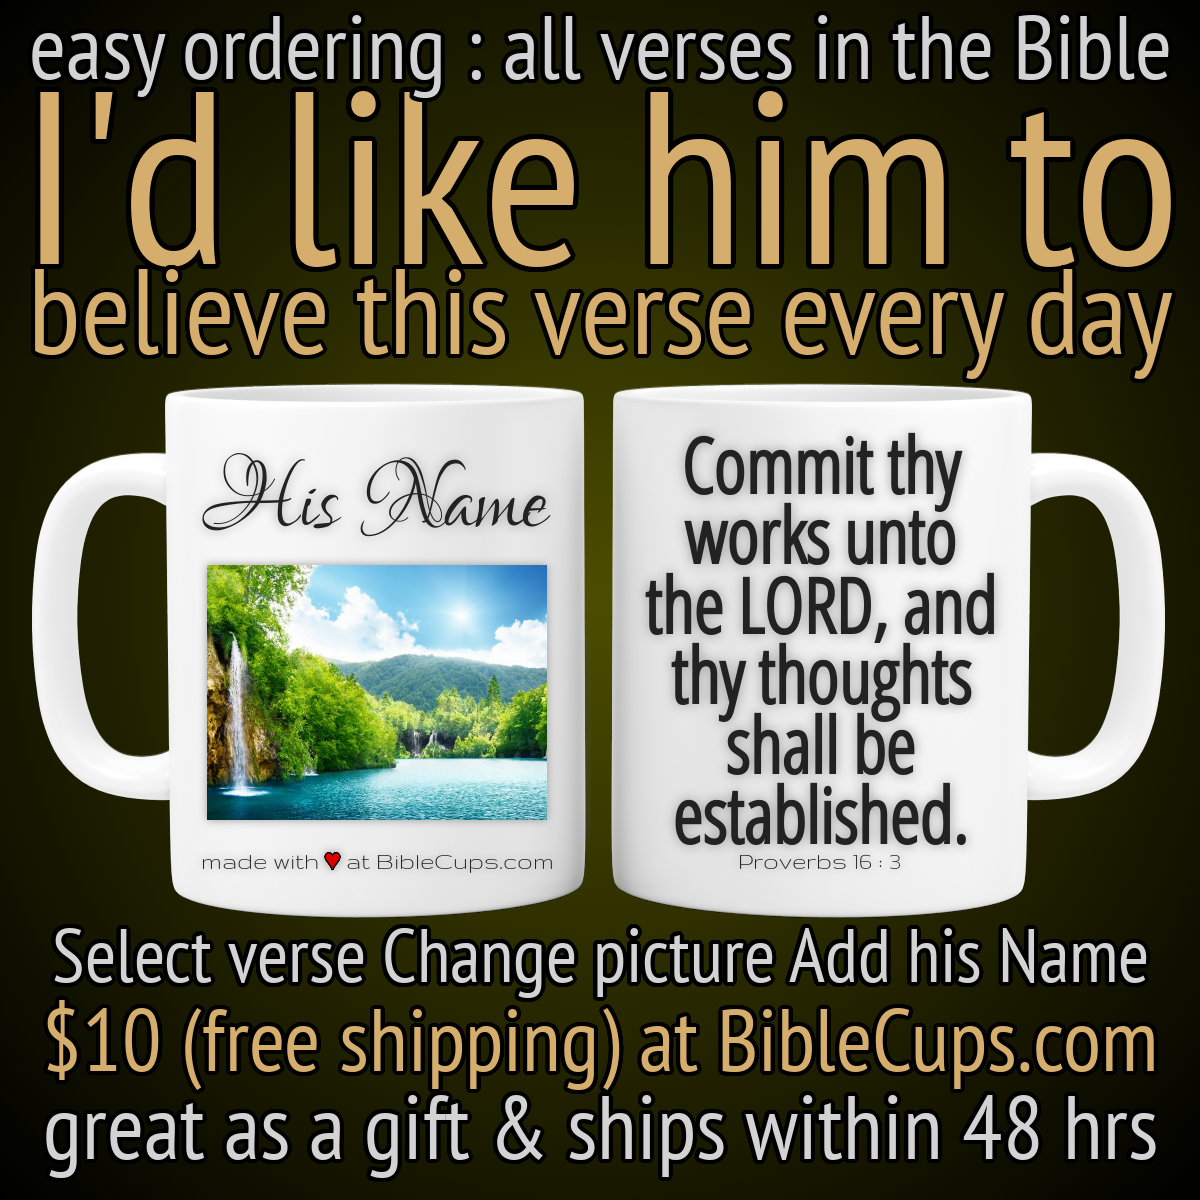 easy ordering : all verses in the Bible
I'd like him to
believe this verse every day
His Name
made with ❤ at BibleCups.com
Commit thy
works unto
the LORD, and
thy thoughts
shall be
established.
Proverbs 16 : 3
Select verse Change picture Add his Name
$10 (free shipping) at BibleCups.com
great as a gift & ships within 48 hrs